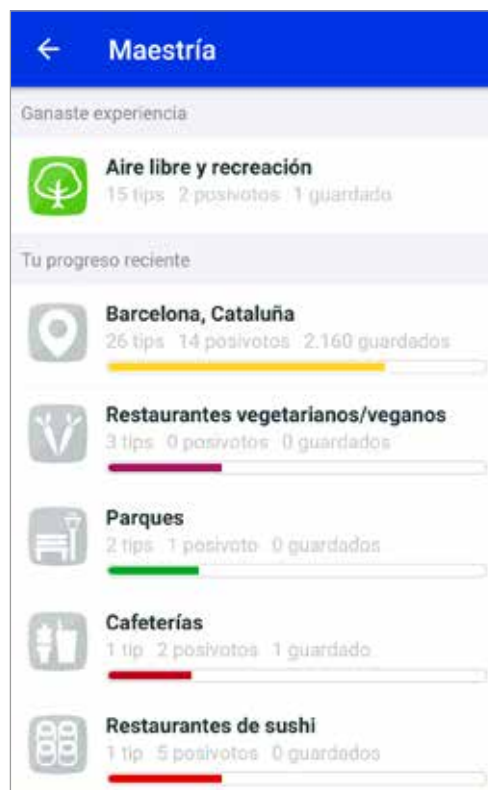 Maestría
Ganaste experiencia
Aire libre y recreación
15 tips 2 posivotos 1 guardado
Tu progreso reciente
Barcelona, Cataluña
26 tips 14 posivotos 2.160 guardados
Restaurantes vegetarianos/veganos
3 tips 0 posivotos 0 guardados
Parques
2 tips 1 posivoto 0 guardados
Cafeterías
1 tip 2 posivotos 1 guardado
Restaurantes de sushi
1 tip 5 posivotos 0 guardados